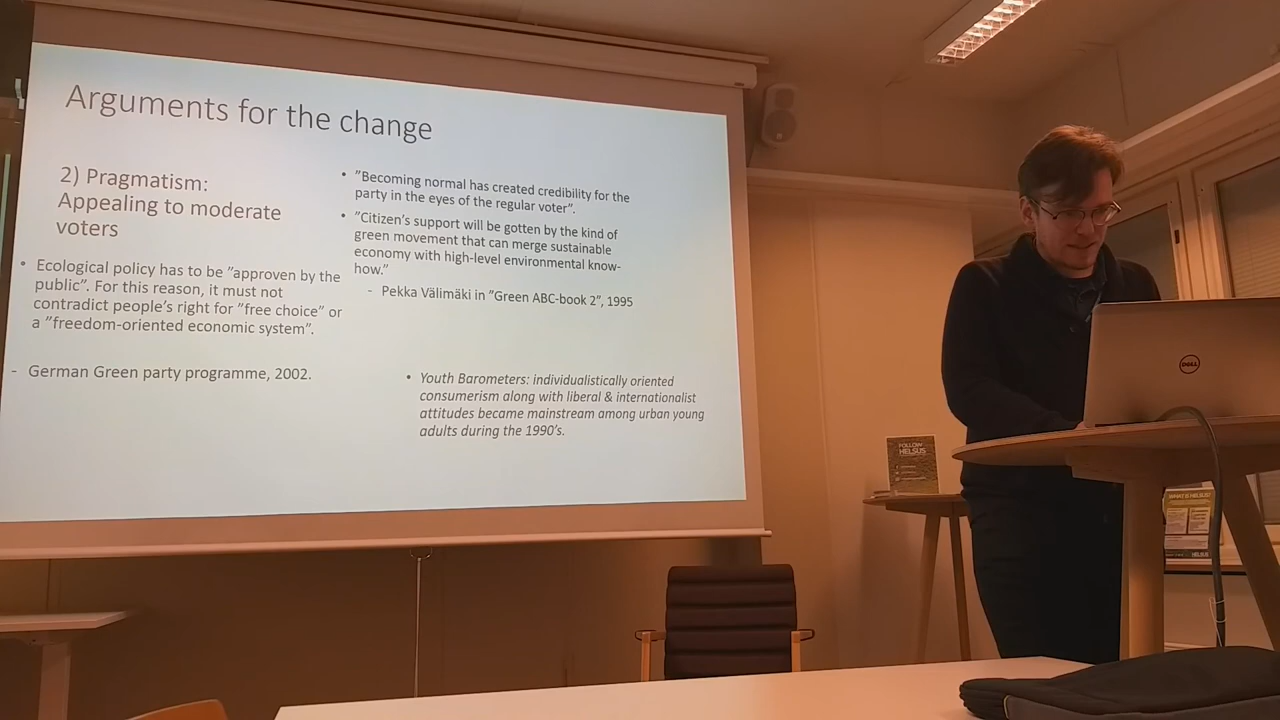 Arguments for the change
2) Pragmatism:
Appealing to moderate
voters
• Ecological policy has to be ”approven by the
public”. For this reason, it must not
contradict people’s right for ”free choice” or
a ”freedom-oriented economic system”.
- German Green party programme, 2002.
• ”Becoming normal has created credibility for the
party in the eyes of the regular voter”.
• ”Citizen’s support will be gotten by the kind of
green movement that can merge sustainable
economy with high-level environmental know-
how.”
- Pekka Välimäki in ”Green ABC-book 2”, 1995
• Youth Barometers: individualistically oriented
consumerism along with liberal & internationalist
attitudes became mainstream among urban young
adults during the 1990’s.
DELL
FOLLOW
HELSUS
WHAT IS HELSUS?
HELSUS